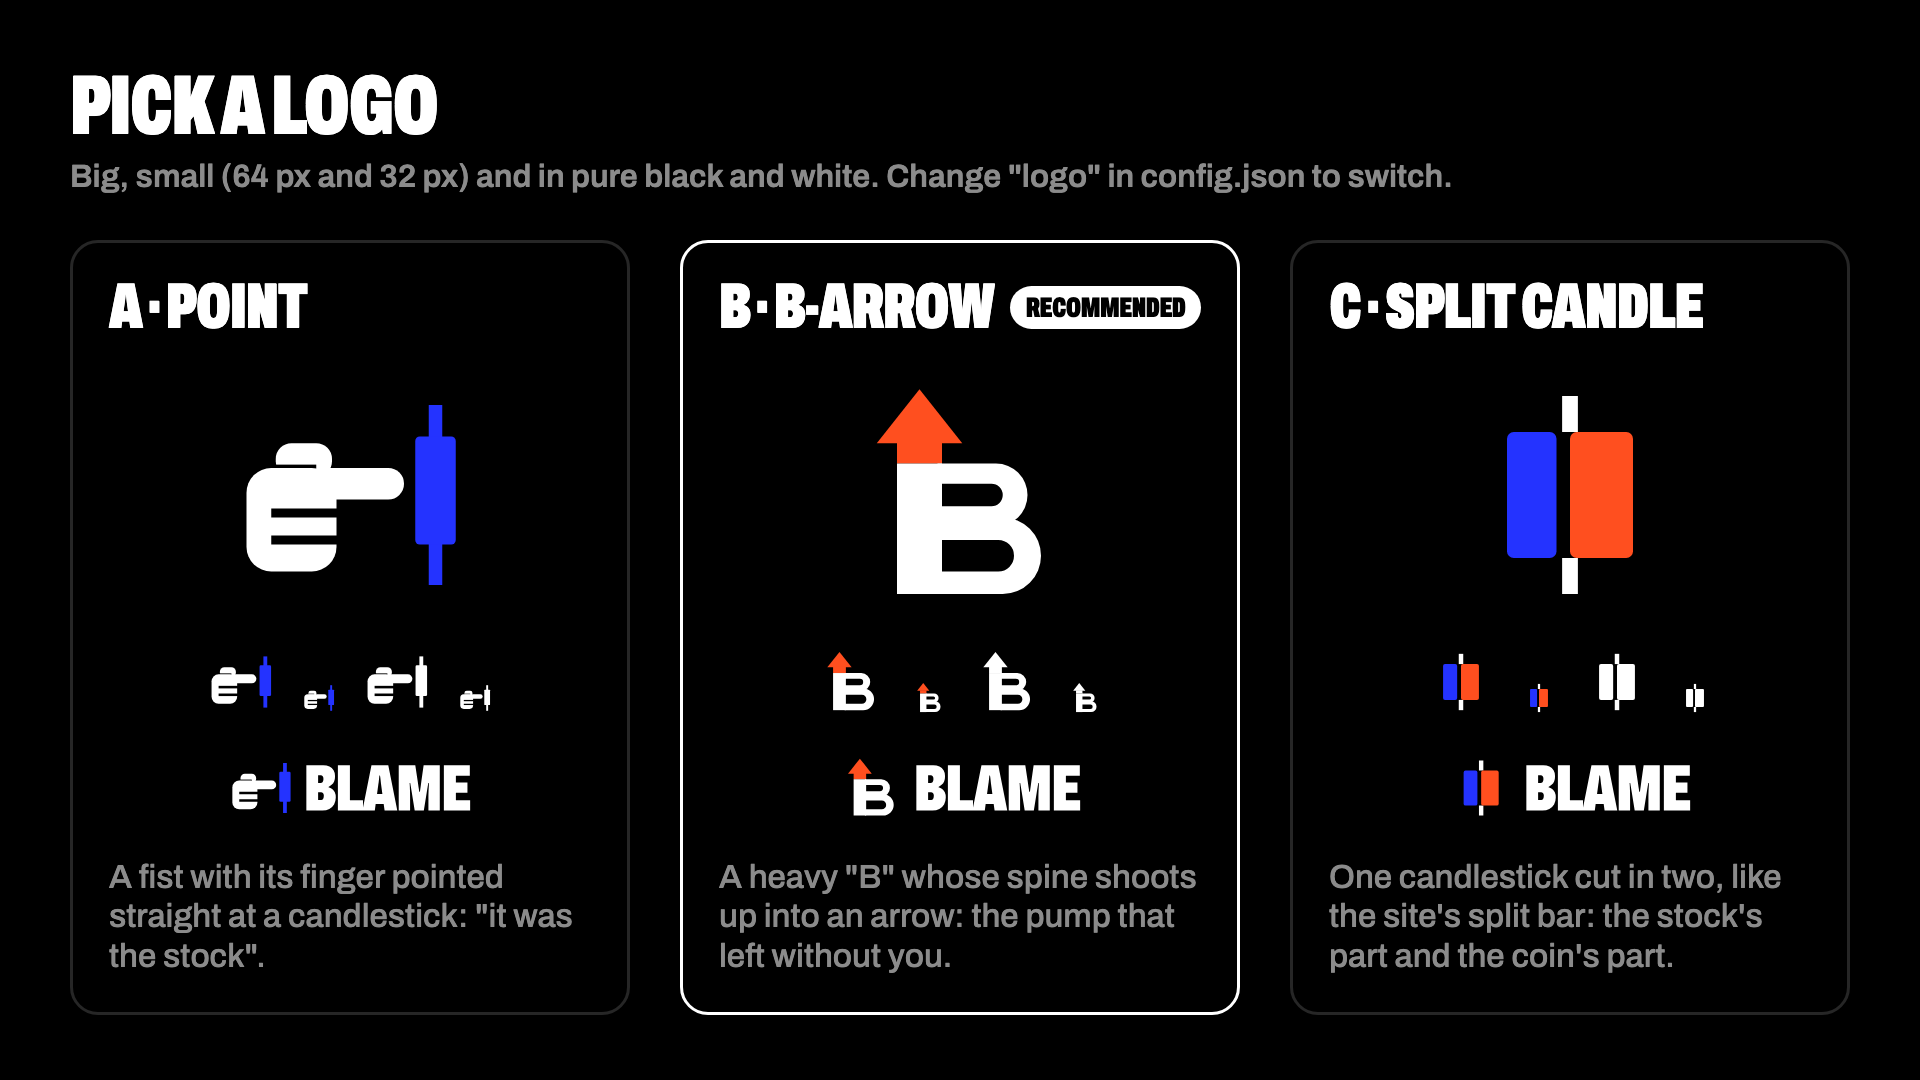 PICK A LOGO
Big, small (64 px and 32 px) and in pure black and white. Change "logo" in config.json to switch.
A · POINT
BLAME
A fist with its finger pointed
straight at a candlestick: "it was
the stock".
B · B-ARROW
RECOMMENDED
B
B
B
B
B
B
BLAME
A heavy "B" whose spine shoots
up into an arrow: the pump that
left without you.
C · SPLIT CANDLE
BLAME
One candlestick cut in two, like
the site's split bar: the stock's
part and the coin's part.